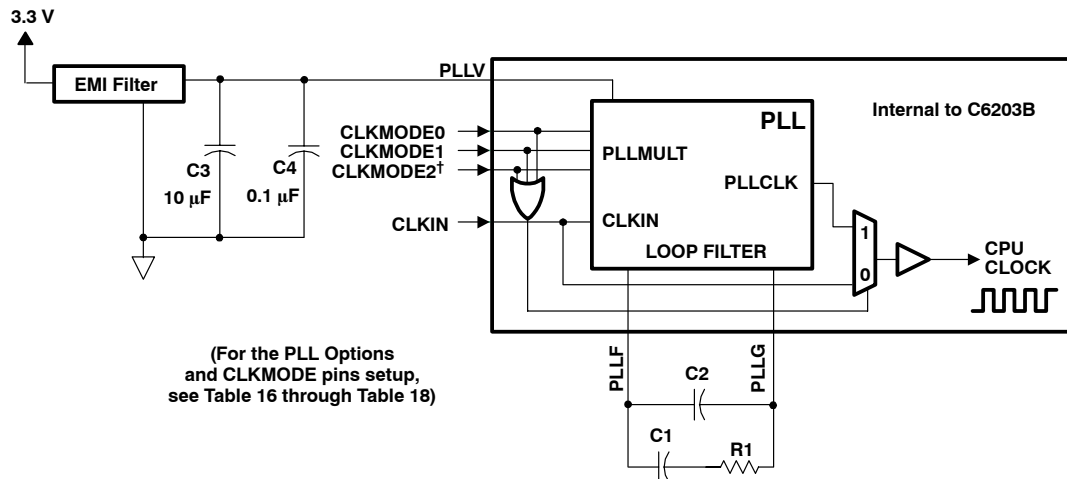 3.3 V
EMI Filter
PLLV
C3
10 µF
C4
0.1 µF
CLKMODE0
CLKMODE1
CLKMODE2†
CLKIN
Internal to C6203B
PLL
PLLMULT
PLLCLK
CLKIN
LOOP FILTER
1
0
CPU
CLOCK
(For the PLL Options
and CLKMODE pins setup,
see Table 16 through Table 18)
PLLF
PLLG
C2
C1
R1